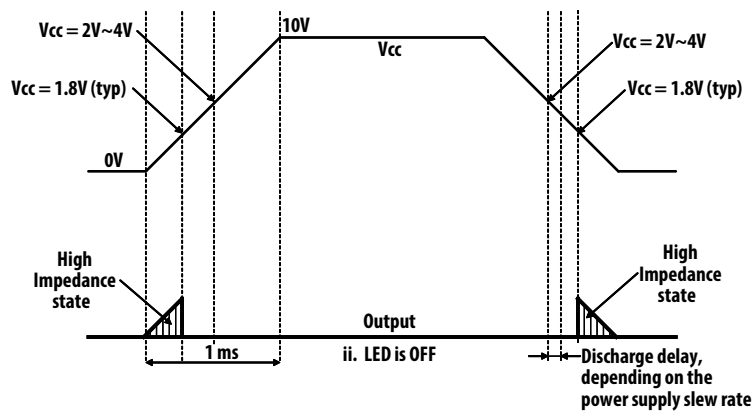 Vcc = 2V~4V
10V
Vcc
Vcc = 2V~4V
Vcc = 1.8V (typ)
Vcc = 1.8V (typ)
0V
High
Impedance
state
High
Impedance
state
Output
1 ms
ii. LED is OFF
Discharge delay,
depending on the
power supply slew rate